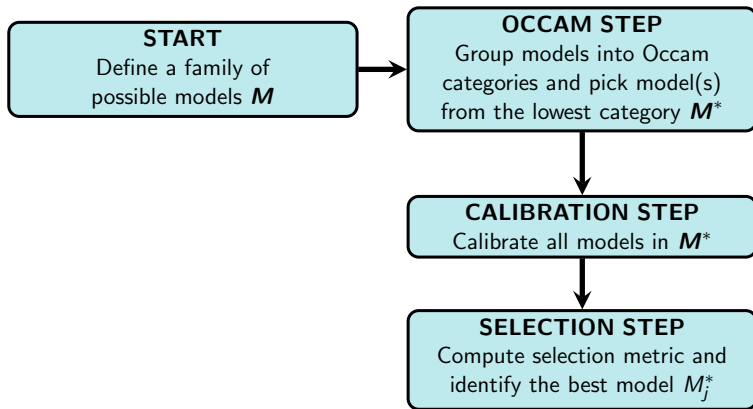 START
Define a family of
possible models M
OCCAM STEP
Group models into Occam
categories and pick model(s)
from the lowest category M*
CALIBRATION STEP
Calibrate all models in M*
SELECTION STEP
Compute selection metric and
identify the best model M*j